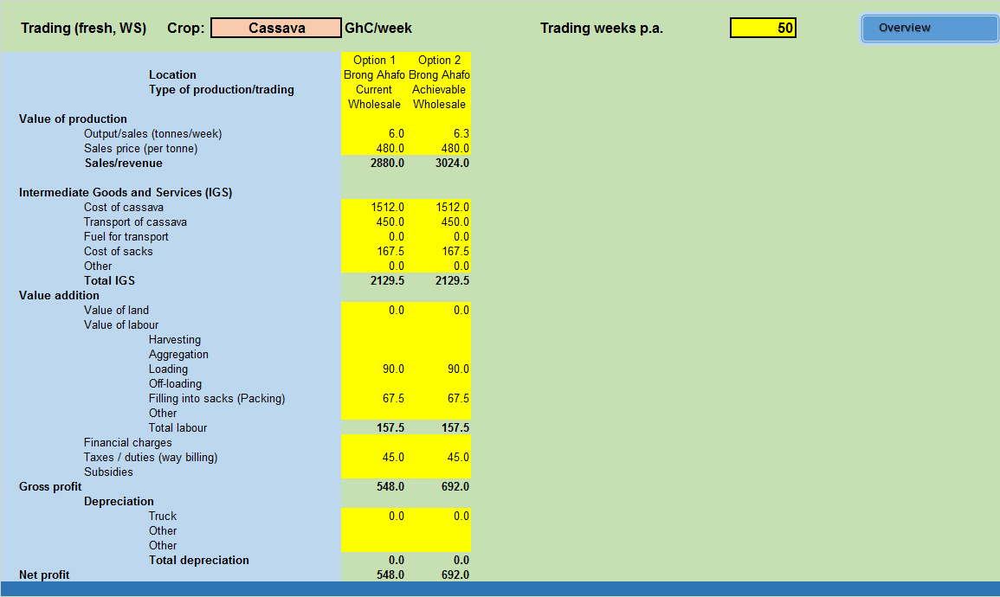 Trading (fresh, WS) Crop: Cassava GhC/week Trading weeks p.a. 50 Overview
Option 1 Option 2
Location Brong Ahafo Brong Ahafo
Type of production/trading Current Achievable
Wholesale Wholesale
Value of production
Output/sales (tonnes/week) 6.0 6.3
Sales price (per tonne) 480.0 480.0
Sales/revenue 2880.0 3024.0
Intermediate Goods and Services (IGS)
Cost of cassava 1512.0 1512.0
Transport of cassava 450.0 450.0
Fuel for transport 0.0 0.0
Cost of sacks 167.5 167.5
Other 0.0 0.0
Total IGS 2129.5 2129.5
Value addition
Value of land 0.0 0.0
Value of labour
Harvesting
Aggregation
Loading 90.0 90.0
Off-loading
Filling into sacks (Packing) 67.5 67.5
Other
Total labour 157.5 157.5
Financial charges
Taxes / duties (way billing) 45.0 45.0
Subsidies
Gross profit 548.0 692.0
Depreciation
Truck 0.0 0.0
Other
Other
Total depreciation 0.0 0.0
Net profit 548.0 692.0